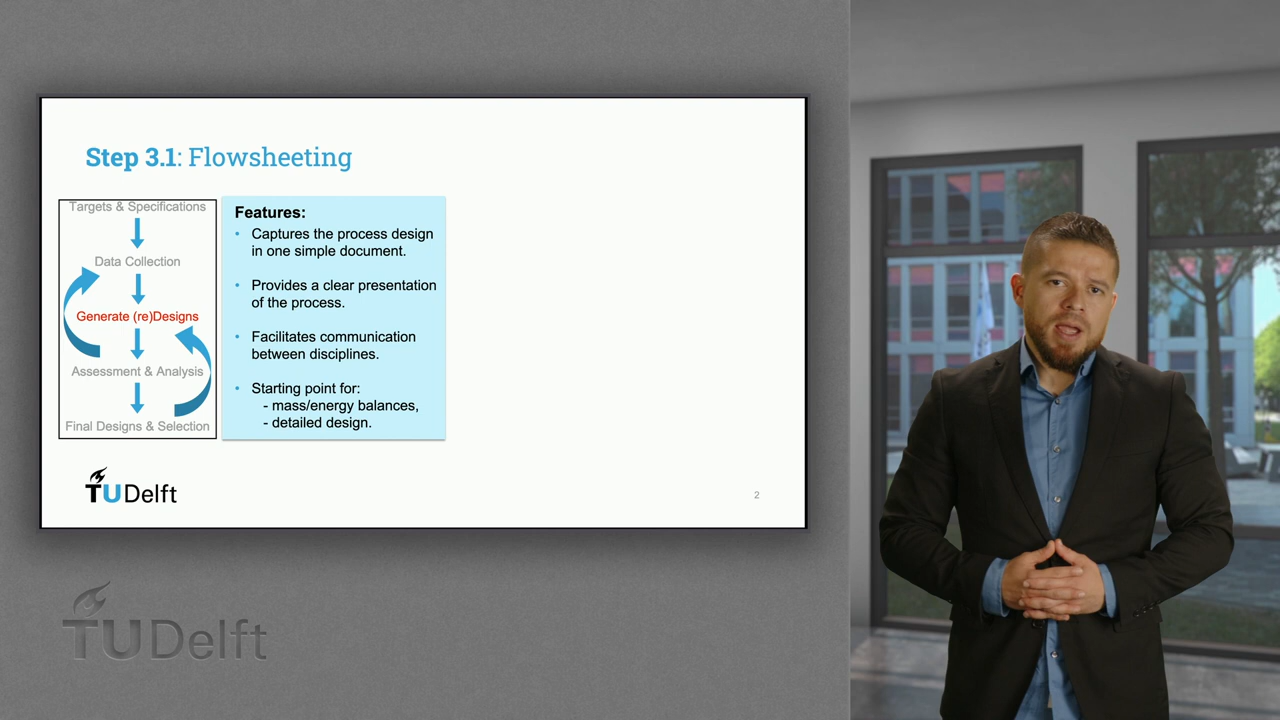 Step 3.1: Flowsheeting
Targets & Specifications
Data Collection
Generate (re)Designs
Assessment & Analysis
Final Designs & Selection
Features:
• Captures the process design
in one simple document.
• Provides a clear presentation
of the process.
• Facilitates communication
between disciplines.
• Starting point for:
- mass/energy balances,
- detailed design.
TUDelft
2
TUDelft